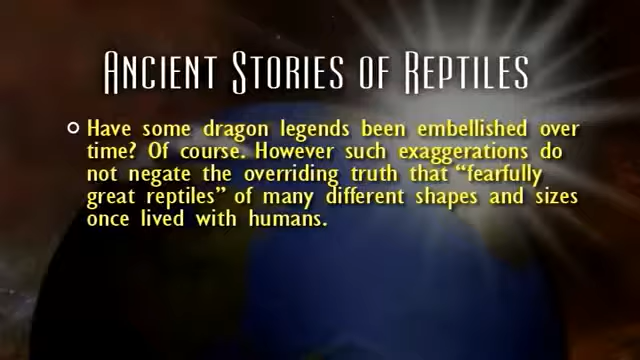 Ancient Stories of Reptiles
Have some dragon legends been embellished over
time? Of course. However such exaggerations do
not negate the overriding truth that “fearfully
great reptiles” of many different shapes and sizes
once lived with humans.